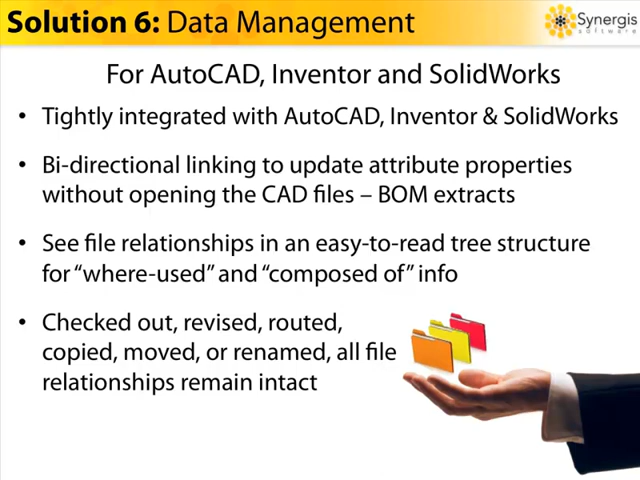 Solution 6: Data Management
Synergis
software
For AutoCAD, Inventor and SolidWorks
• Tightly integrated with AutoCAD, Inventor & SolidWorks
• Bi-directional linking to update attribute properties
without opening the CAD files – BOM extracts
• See file relationships in an easy-to-read tree structure
for “where-used” and “composed of” info
• Checked out, revised, routed,
copied, moved, or renamed, all file
relationships remain intact